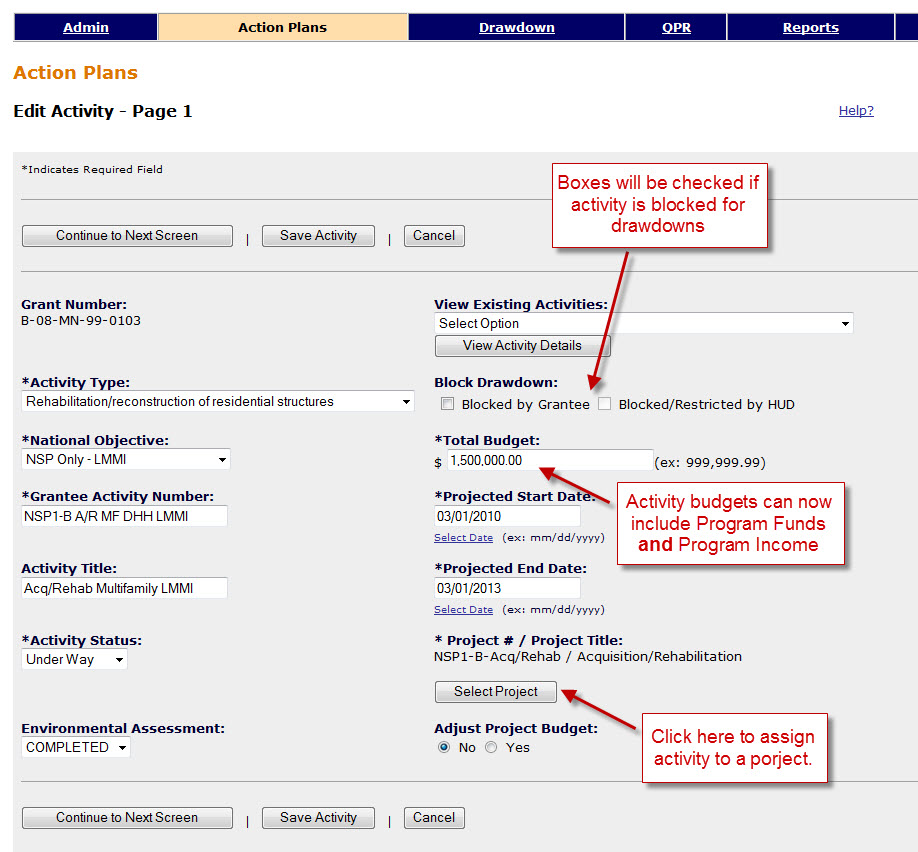 Admin Action Plans Drawdown QPR Reports
Action Plans
Edit Activity - Page 1 Help?
*Indicates Required Field
Boxes will be checked if
activity is blocked for
drawdowns
Continue to Next Screen | Save Activity | Cancel
Grant Number:
B-08-MN-99-0103
View Existing Activities:
Select Option
View Activity Details
*Activity Type:
Rehabilitation/reconstruction of residential structures
Block Drawdown:
Blocked by Grantee Blocked/Restricted by HUD
*National Objective:
NSP Only - LMMI
*Total Budget:
$ 1,500,000.00 (ex: 999,999.99)
Activity budgets can now
include Program Funds
and Program Income
*Grantee Activity Number:
NSP1-B A/R MF DHH LMMI
*Projected Start Date:
03/01/2010
Select Date (ex: mm/dd/yyyy)
Activity Title:
Acq/Rehab Multifamily LMMI
*Projected End Date:
03/01/2013
Select Date (ex: mm/dd/yyyy)
*Activity Status:
Under Way
* Project # / Project Title:
NSP1-B-Acq/Rehab / Acquisition/Rehabilitation
Select Project
Click here to assign
activity to a porject.
Environmental Assessment:
COMPLETED
Adjust Project Budget:
No Yes
Continue to Next Screen | Save Activity | Cancel